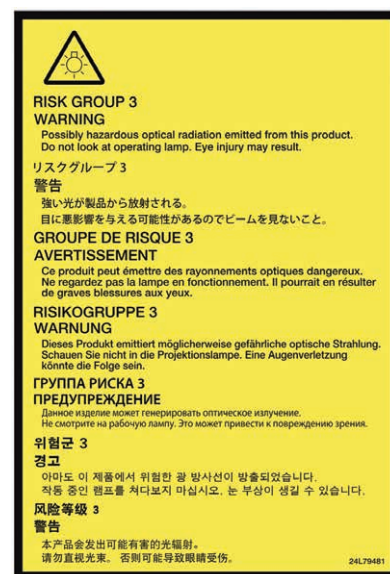 RISK GROUP 3
WARNING
Possibly hazardous optical radiation emitted from this product.
Do not look at operating lamp. Eye injury may result.
リスクグループ 3
警告
強い光が製品から放射される。
目に悪影響を与える可能性があるのでビームを見ないこと。
GROUPE DE RISQUE 3
AVERTISSEMENT
Ce produit peut émettre des rayonnements optiques dangereux.
Ne regardez pas la lampe en fonctionnement. Il pourrait en résulter
de graves blessures aux yeux.
RISIKOGRUPPE 3
WARNUNG
Dieses Produkt emittiert möglicherweise gefährliche optische Strahlung.
Schauen Sie nicht in die Projektionslampe. Eine Augenverletzung
könnte die Folge sein.
ГРУППА РИСКА 3
ПРЕДУПРЕЖДЕНИЕ
Данное изделие может генерировать оптическое излучение.
Не смотрите на рабочую лампу. Это может привести к повреждению зрения.
위험군 3
경고
아마도 이 제품에서 위험한 광 방사선이 방출되었습니다.
작동 중인 램프를 쳐다보지 마십시오. 눈 부상이 생길 수 있습니다.
风险等级 3
警告
本产品会发出可能有害的光辐射。
请勿直视光束。 否则可能导致眼睛受伤。
24L79481